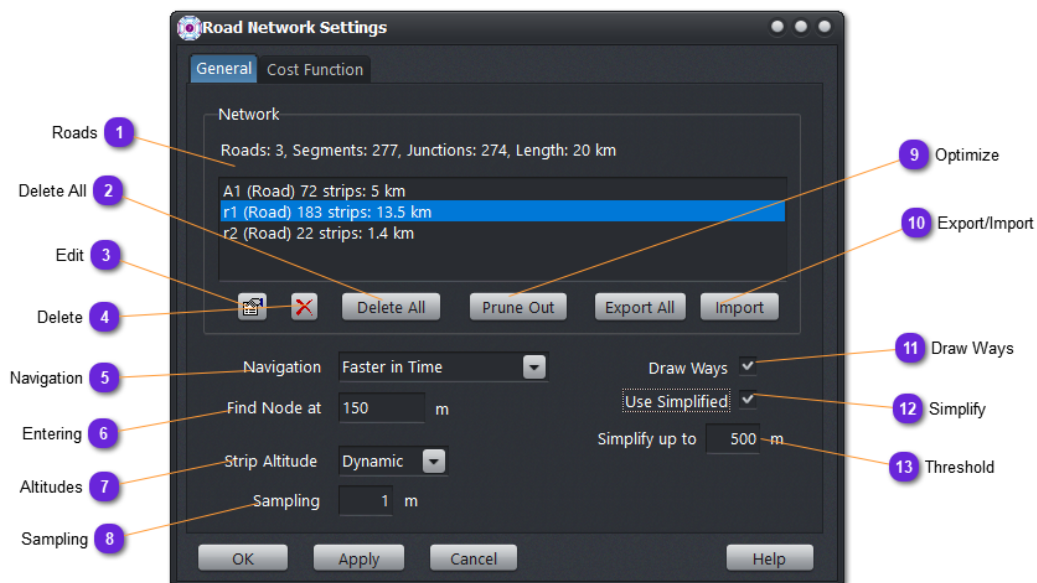 Road Network Settings
General Cost Function
Network
Roads: 3, Segments: 277, Junctions: 274, Length: 20 km
A1 (Road) 72 strips: 5 km
r1 (Road) 183 strips: 13.5 km
r2 (Road) 22 strips: 1.4 km
Delete All Prune Out Export All Import
Navigation Faster in Time
Find Node at 150 m
Strip Altitude Dynamic
Sampling 1 m
Draw Ways
Use Simplified
Simplify up to 500 m
OK Apply Cancel Help
Roads 1
Delete All 2
Edit 3
Delete 4
Navigation 5
Entering 6
Altitudes 7
Sampling 8
9 Optimize
10 Export/Import
11 Draw Ways
12 Simplify
13 Threshold